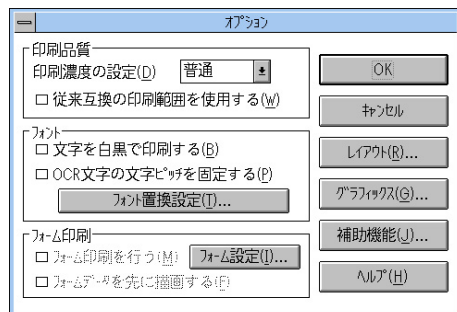 オプション
印刷品質
印刷濃度の設定(D) 普通
従来互換の印刷範囲を使用する(W)
フォント
文字を白黒で印刷する(B)
OCR文字の文字ピッチを固定する(P)
フォント置換設定(T)...
フォーム印刷
フォーム印刷を行う(M) フォーム設定(I)...
フォームデータを先に描画する(F)
OK
キャンセル
レイアウト(R)...
グラフィックス(G)...
補助機能(J)...
ヘルプ(H)